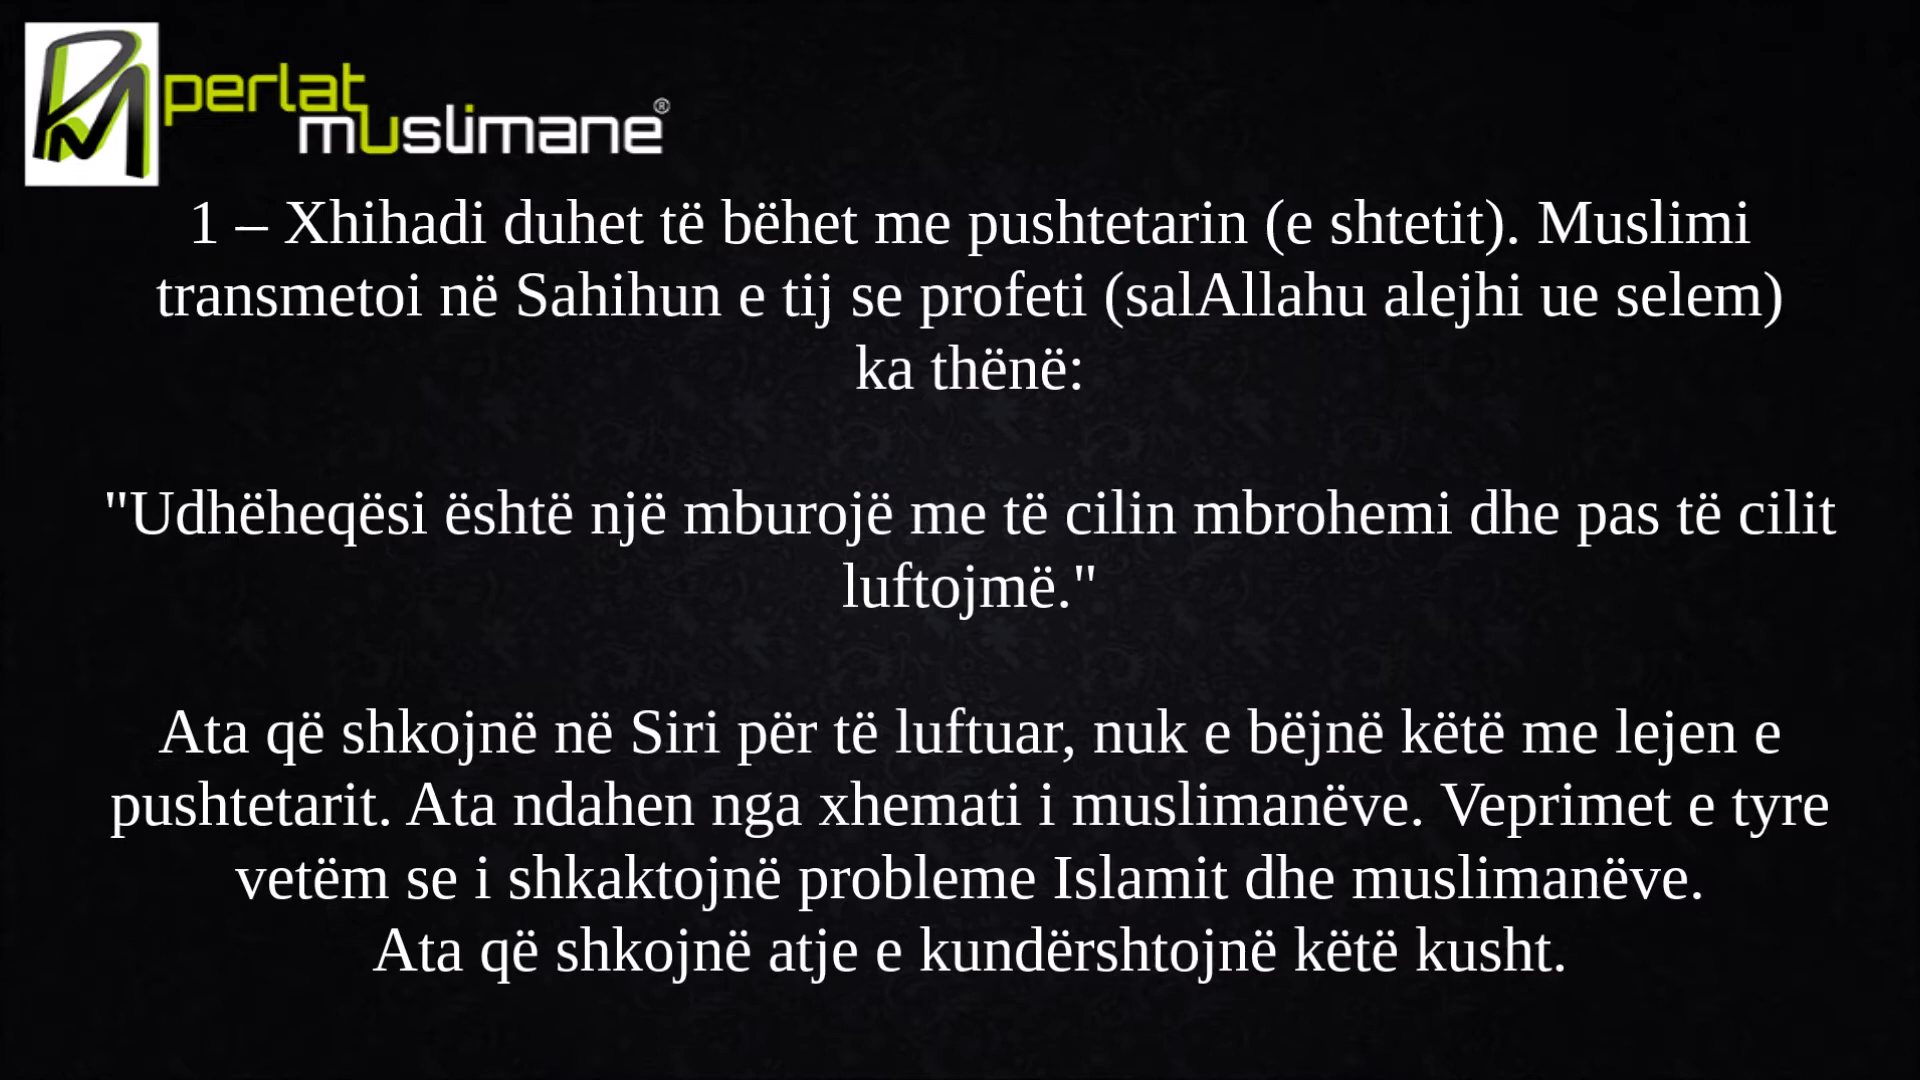 perlat
muslimane®
1 – Xhihadi duhet të bëhet me pushtetarin (e shtetit). Muslimi
transmetoi në Sahihun e tij se profeti (salAllahu alejhi ue selem)
ka thënë:
"Udhëheqësi është një mburojë me të cilin mbrohemi dhe pas të cilit
luftojmë."
Ata që shkojnë në Siri për të luftuar, nuk e bëjnë këtë me lejen e
pushtetarit. Ata ndahen nga xhemati i muslimanëve. Veprimet e tyre
vetëm se i shkaktojnë probleme Islamit dhe muslimanëve.
Ata që shkojnë atje e kundërshtojnë këtë kusht.